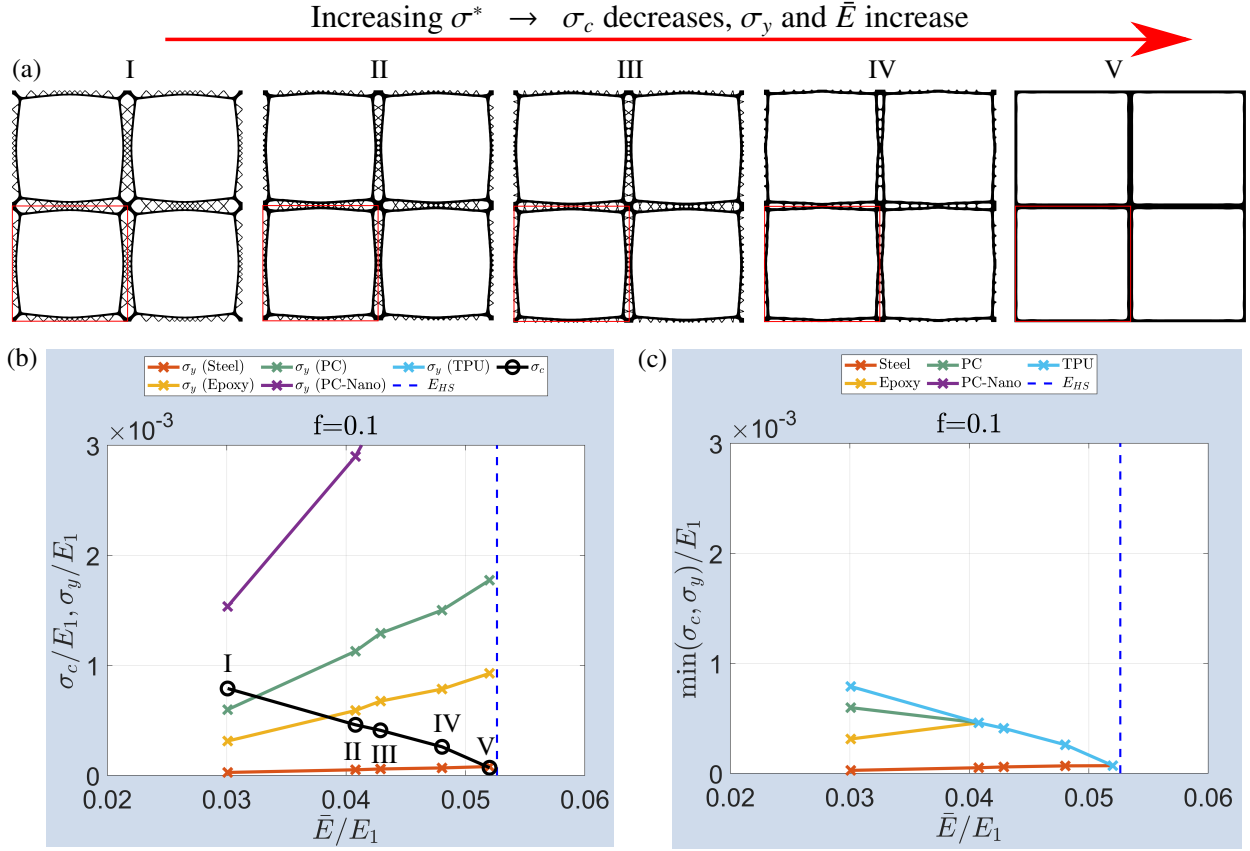 Increasing σ* → σc decreases, σy and Ē increase
(a) I II III IV V
(b)
σy (Steel) σy (PC) σy (TPU) σc
σy (Epoxy) σy (PC-Nano) EHS
×10⁻³ f=0.1
3
2
1
0
σc/E1, σy/E1
I
II
III
IV
V
0.02 0.03 0.04 0.05 0.06
Ē/E1
(c)
Steel PC TPU
Epoxy PC-Nano EHS
×10⁻³ f=0.1
3
2
1
0
min(σc, σy)/E1
0.02 0.03 0.04 0.05 0.06
Ē/E1